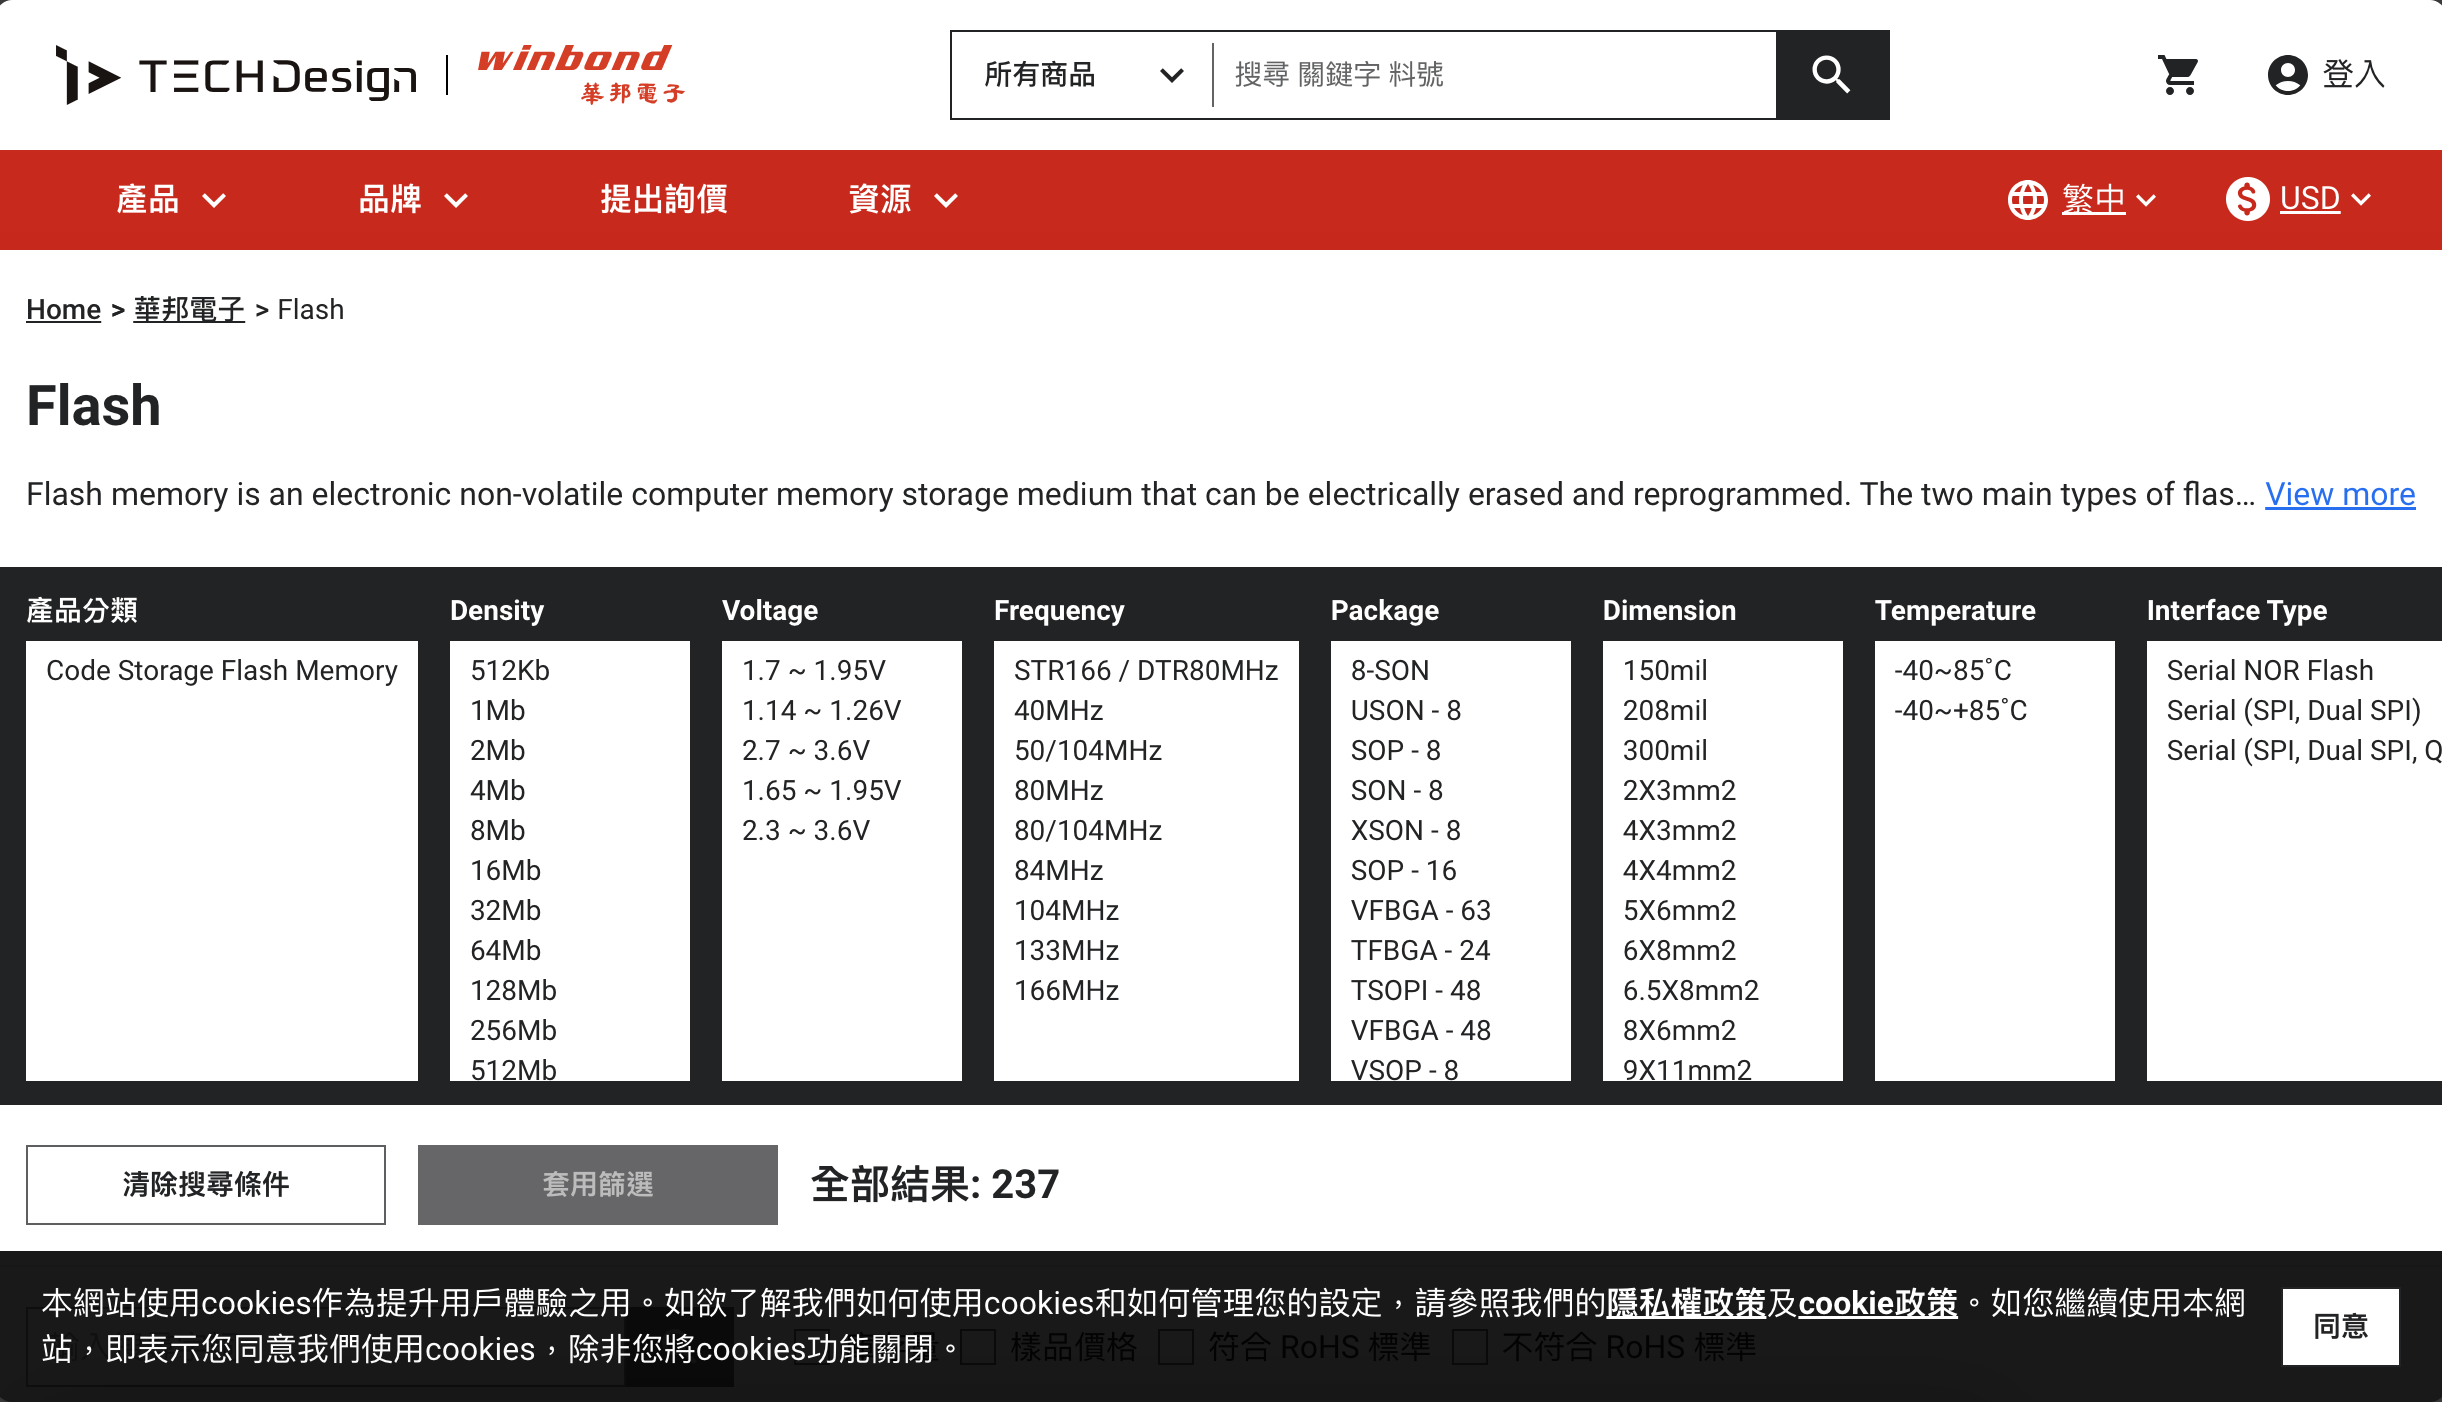 TECHDesign
winbond
華邦電子
所有商品
搜尋 關鍵字 料號
登入
產品
品牌
提出詢價
資源
繁中
USD
Home > 華邦電子 > Flash
Flash
Flash memory is an electronic non-volatile computer memory storage medium that can be electrically erased and reprogrammed. The two main types of flas... View more
產品分類
Code Storage Flash Memory
Density
512Kb
1Mb
2Mb
4Mb
8Mb
16Mb
32Mb
64Mb
128Mb
256Mb
512Mb
Voltage
1.7 ~ 1.95V
1.14 ~ 1.26V
2.7 ~ 3.6V
1.65 ~ 1.95V
2.3 ~ 3.6V
Frequency
STR166 / DTR80MHz
40MHz
50/104MHz
80MHz
80/104MHz
84MHz
104MHz
133MHz
166MHz
Package
8-SON
USON - 8
SOP - 8
SON - 8
XSON - 8
SOP - 16
VFBGA - 63
TFBGA - 24
TSOPI - 48
VFBGA - 48
VSOP - 8
Dimension
150mil
208mil
300mil
2X3mm2
4X3mm2
4X4mm2
5X6mm2
6X8mm2
6.5X8mm2
8X6mm2
9X11mm2
Temperature
-40~85˚C
-40~+85˚C
Interface Type
Serial NOR Flash
Serial (SPI, Dual SPI)
Serial (SPI, Dual SPI, Q
清除搜尋條件
套用篩選
全部結果: 237
本網站使用cookies作為提升用戶體驗之用。如欲了解我們如何使用cookies和如何管理您的設定，請參照我們的隱私權政策及cookie政策。如您繼續使用本網
站，即表示您同意我們使用cookies，除非您將cookies功能關閉。
同意
樣品價格
符合 RoHS 標準
不符合 RoHS 標準